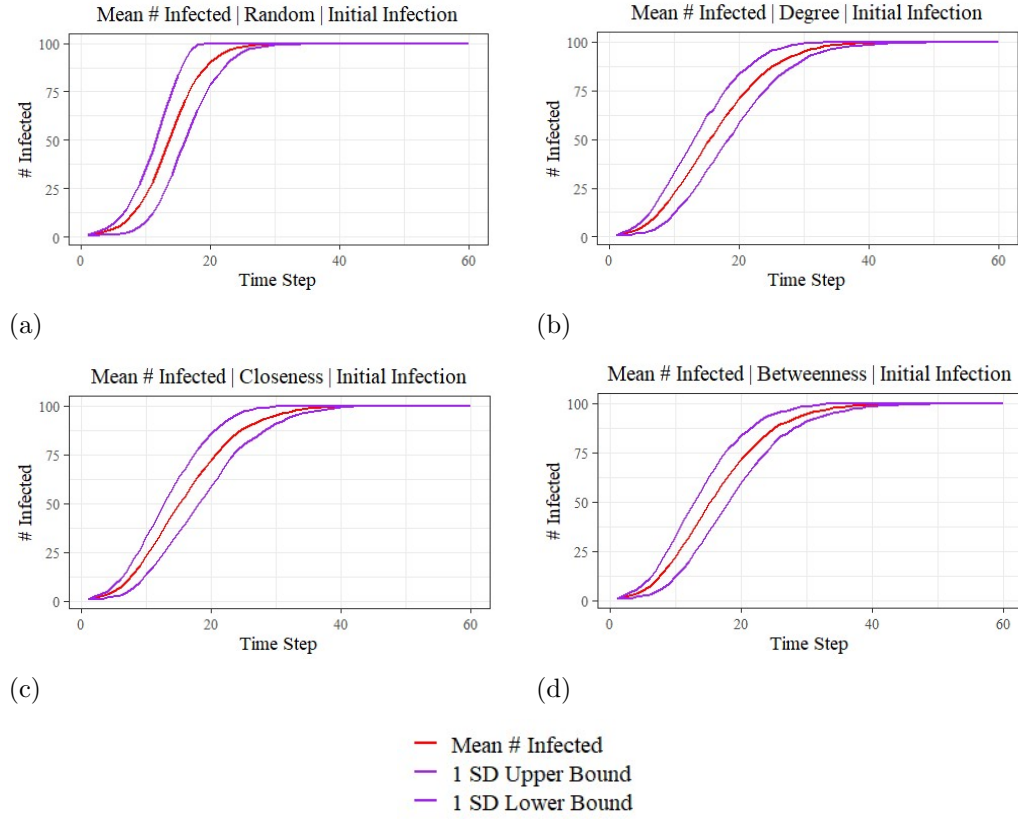 Mean # Infected | Random | Initial Infection
100
75
50
25
0
# Infected
0 20 40 60
Time Step
(a)
Mean # Infected | Degree | Initial Infection
100
75
50
25
0
# Infected
0 20 40 60
Time Step
(b)
Mean # Infected | Closeness | Initial Infection
100
75
50
25
0
# Infected
0 20 40 60
Time Step
(c)
Mean # Infected | Betweenness | Initial Infection
100
75
50
25
0
# Infected
0 20 40 60
Time Step
(d)
Mean # Infected
1 SD Upper Bound
1 SD Lower Bound